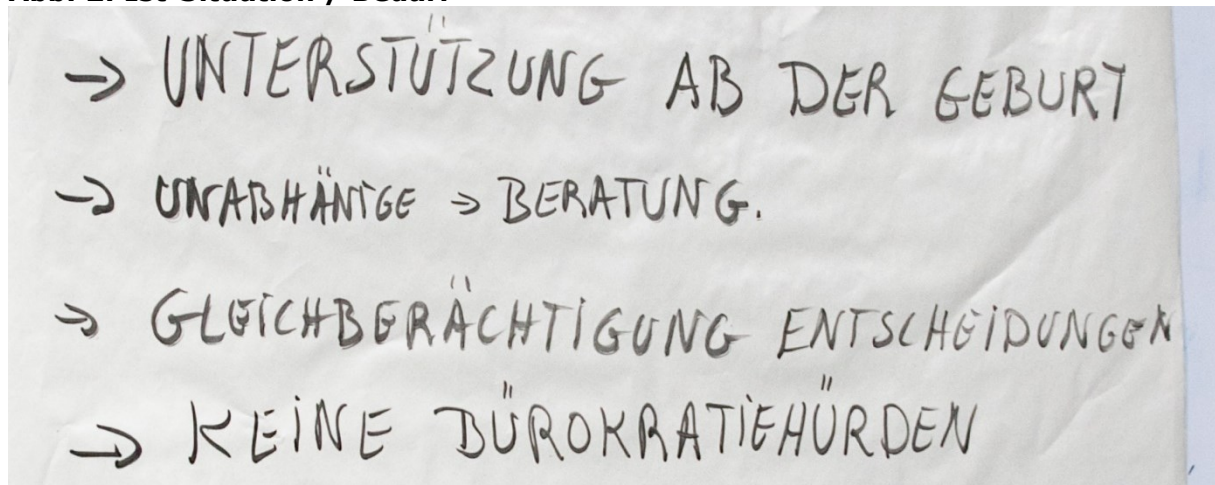 → UNTERSTÜTZUNG AB DER GEBURT
→ UNABHÄNIGE → BERATUNG.
→ GLEICHBERÄCHTIGUNG ENTSCHEIDUNGEN
→ KEINE BÜROKRATIEHÜRDEN